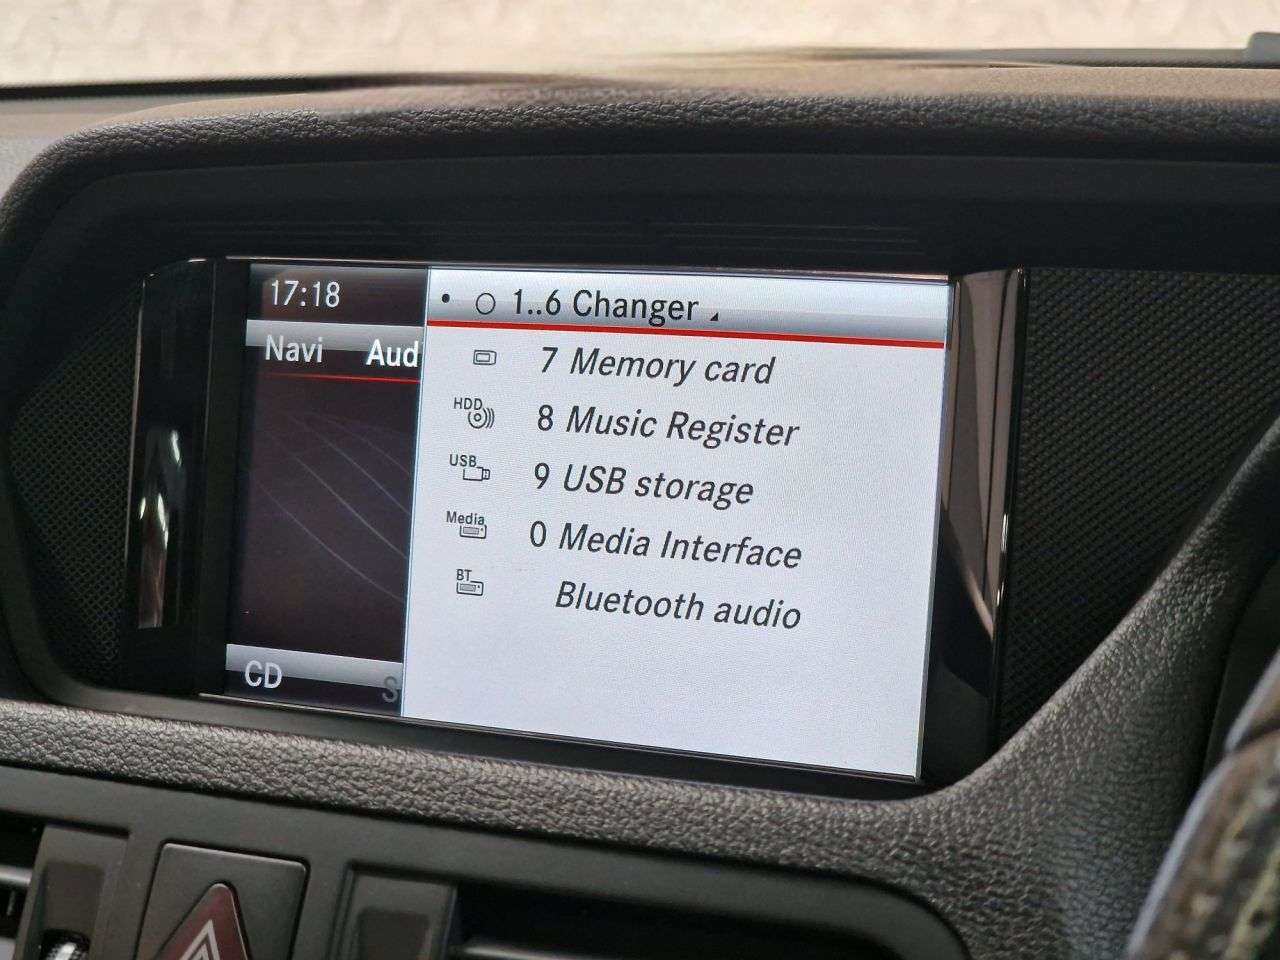 17:18
Navi Aud
1..6 Changer
7 Memory card
HDD
8 Music Register
USB
9 USB storage
Media
0 Media Interface
BT
Bluetooth audio
CD
S